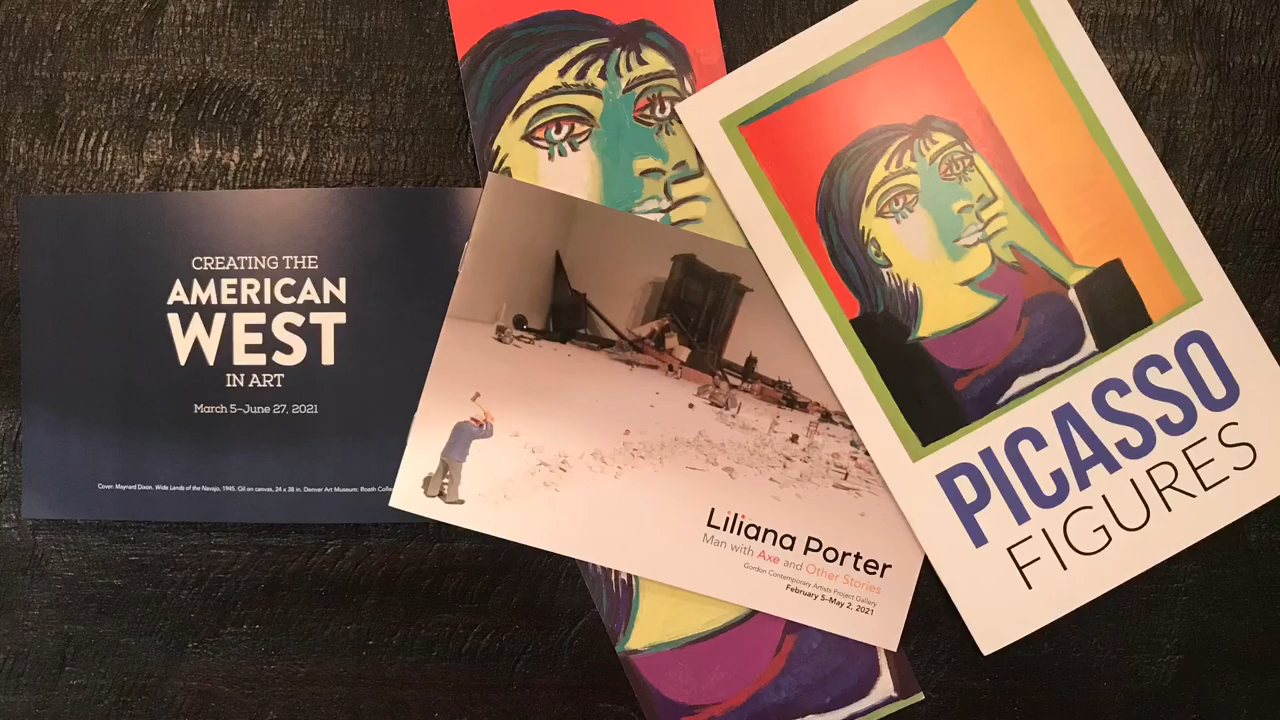 CREATING THE
AMERICAN
WEST
IN ART
March 5–June 27, 2021
Cover: Maynard Dixon, Wide Lands of the Navajo, 1945. Oil on canvas, 24 x 38 in. Denver Art Museum: Roath
Liliana Porter
Man with Axe and Other Stories
Gordon Contemporary Artists Project Gallery
February 5–May 2, 2021
PICASSO
FIGURES